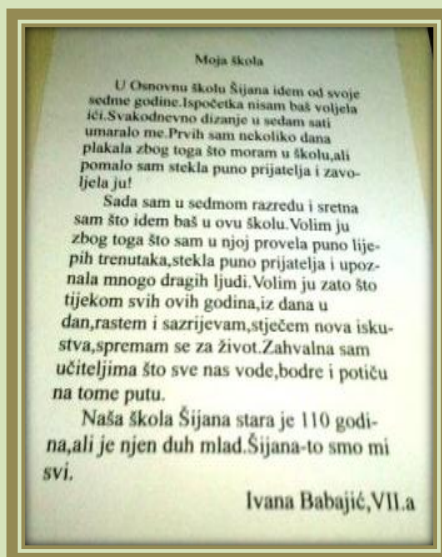 Moja škola
U Osnovnu školu Šijana idem od svoje
sedme godine.Ispočetka nisam baš voljela
ići.Svakodnevno dizanje u sedam sati
umaralo me.Prvih sam nekoliko dana
plakala zbog toga što moram u školu,ali
pomalo sam stekla puno prijatelja i zavo-
ljela ju!
Sada sam u sedmom razredu i sretna
sam što idem baš u ovu školu.Volim ju
zbog toga što sam u njoj provela puno lije-
pih trenutaka,stekla puno prijatelja i upoz-
nala mnogo dragih ljudi.Volim ju zato što
tijekom svih ovih godina,iz dana u
dan,rastem i sazrijevam,stječem nova isku-
stva,spremam se za život.Zahvalna sam
učiteljima što sve nas vode,bodre i potiču
na tome putu.
Naša škola Šijana stara je 110 godi-
na,ali je njen duh mlad.Šijana-to smo mi
svi.
Ivana Babajić,VII.a